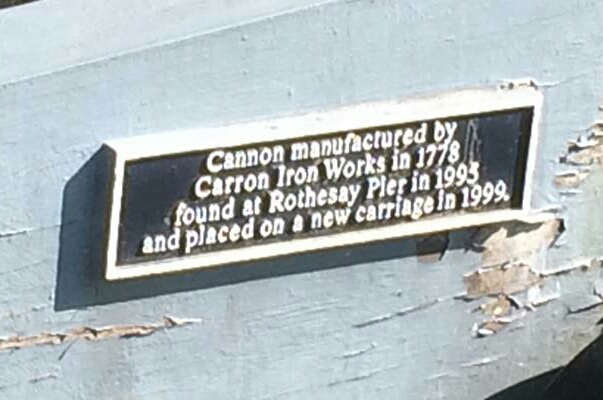 Cannon manufactured by
Carron Iron Works in 1778
found at Rothesay Pier in 1993
and placed on a new carriage in 1999.